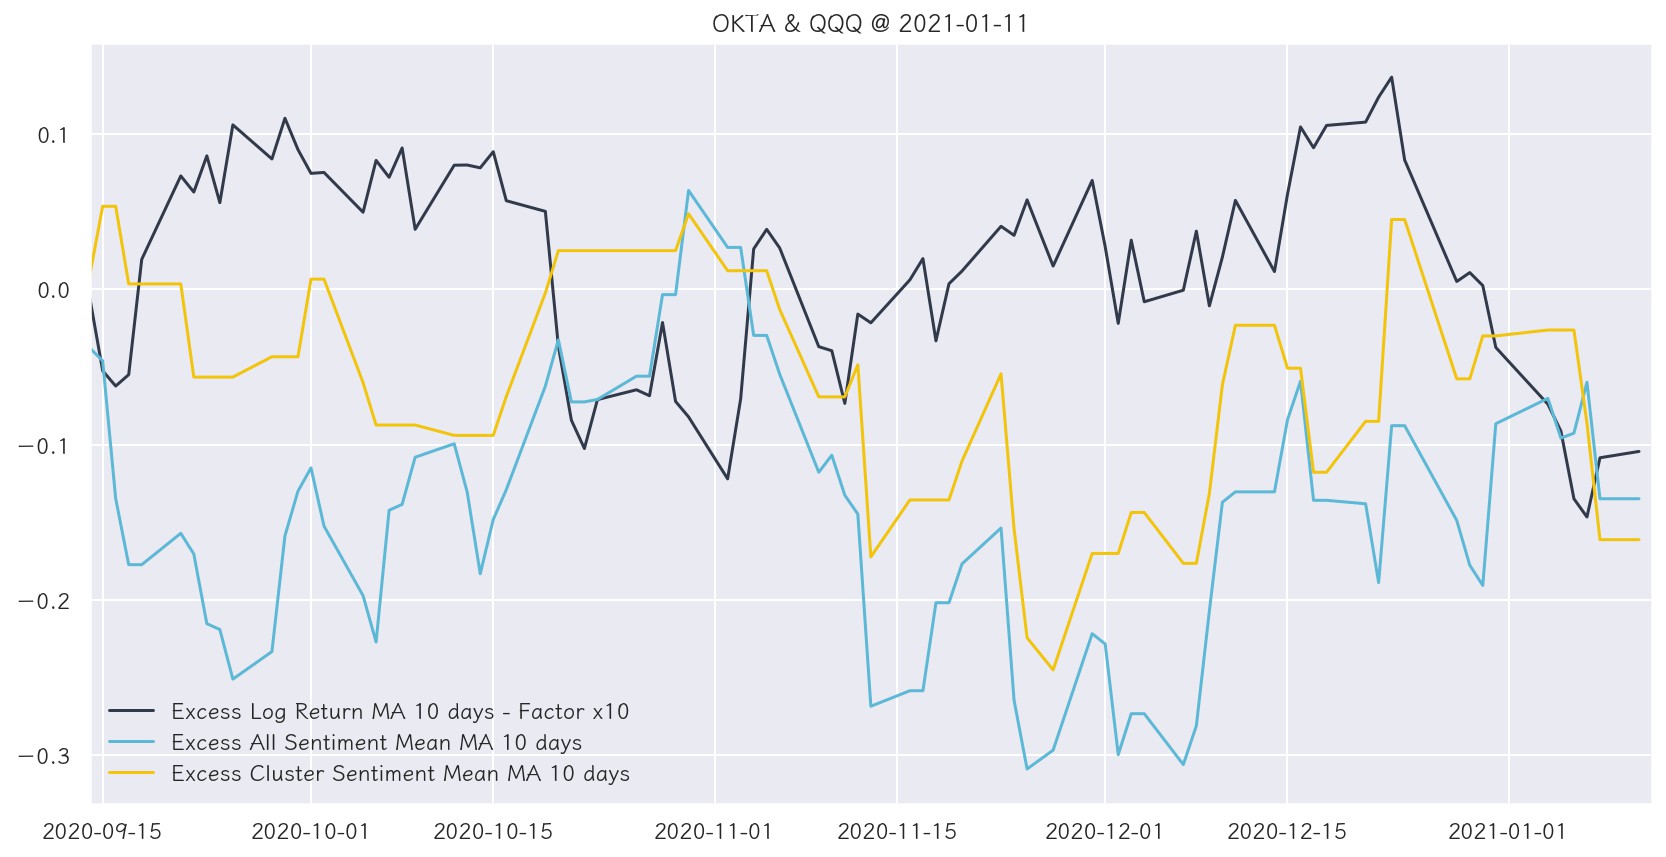 OKTA & QQQ @ 2021-01-11
0.1
0.0
−0.1
−0.2
−0.3
Excess Log Return MA 10 days - Factor x10
Excess All Sentiment Mean MA 10 days
Excess Cluster Sentiment Mean MA 10 days
2020-09-15 2020-10-01 2020-10-15 2020-11-01 2020-11-15 2020-12-01 2020-12-15 2021-01-01